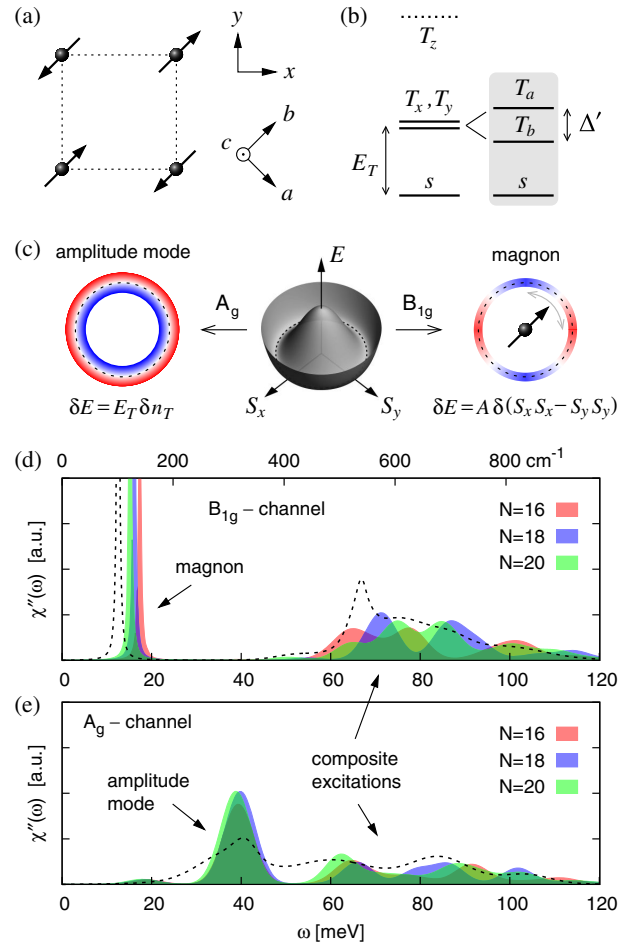 (a)
y
x
b
c
a
(b)
T_z
T_x , T_y
T_a
T_b
Δ′
E_T
s
s
(c)
amplitude mode
E
magnon
A_g
B_1g
S_x
S_y
δE = E_T δn_T
δE = A δ(S_x S_x − S_y S_y)
(d)
0 200 400 600 800 cm⁻¹
χ″(ω) [a.u.]
B_1g – channel
magnon
N=16
N=18
N=20
0 20 40 60 80 100 120
(e)
χ″(ω) [a.u.]
A_g – channel
amplitude
mode
composite
excitations
N=16
N=18
N=20
0 20 40 60 80 100 120
ω [meV]